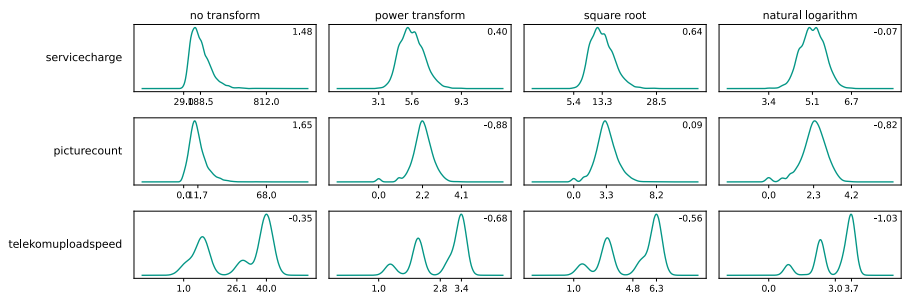 no transform power transform square root natural logarithm
servicecharge 1.48 0.40 0.64 -0.07
29.0 188.5 812.0 3.1 5.6 9.3 5.4 13.3 28.5 3.4 5.1 6.7
picturecount 1,65 -0,88 0,09 -0,82
0,0 11,7 68,0 0,0 2,2 4,1 0,0 3,3 8,2 0,0 2,3 4,2
telekomuploadspeed -0.35 -0.68 -0.56 -1.03
1.0 26.1 40.0 1.0 2.8 3.4 1.0 4.8 6.3 0.0 3.0 3.7